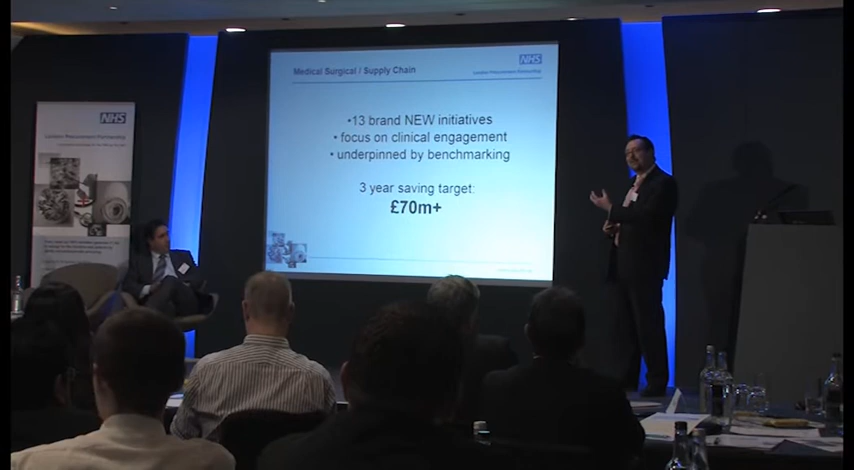 NHS
London Procurement Partnership
Medical Surgical / Supply Chain
•13 brand NEW initiatives
• focus on clinical engagement
• underpinned by benchmarking
3 year saving target:
£70m+
NHS
London Procurement Partnership